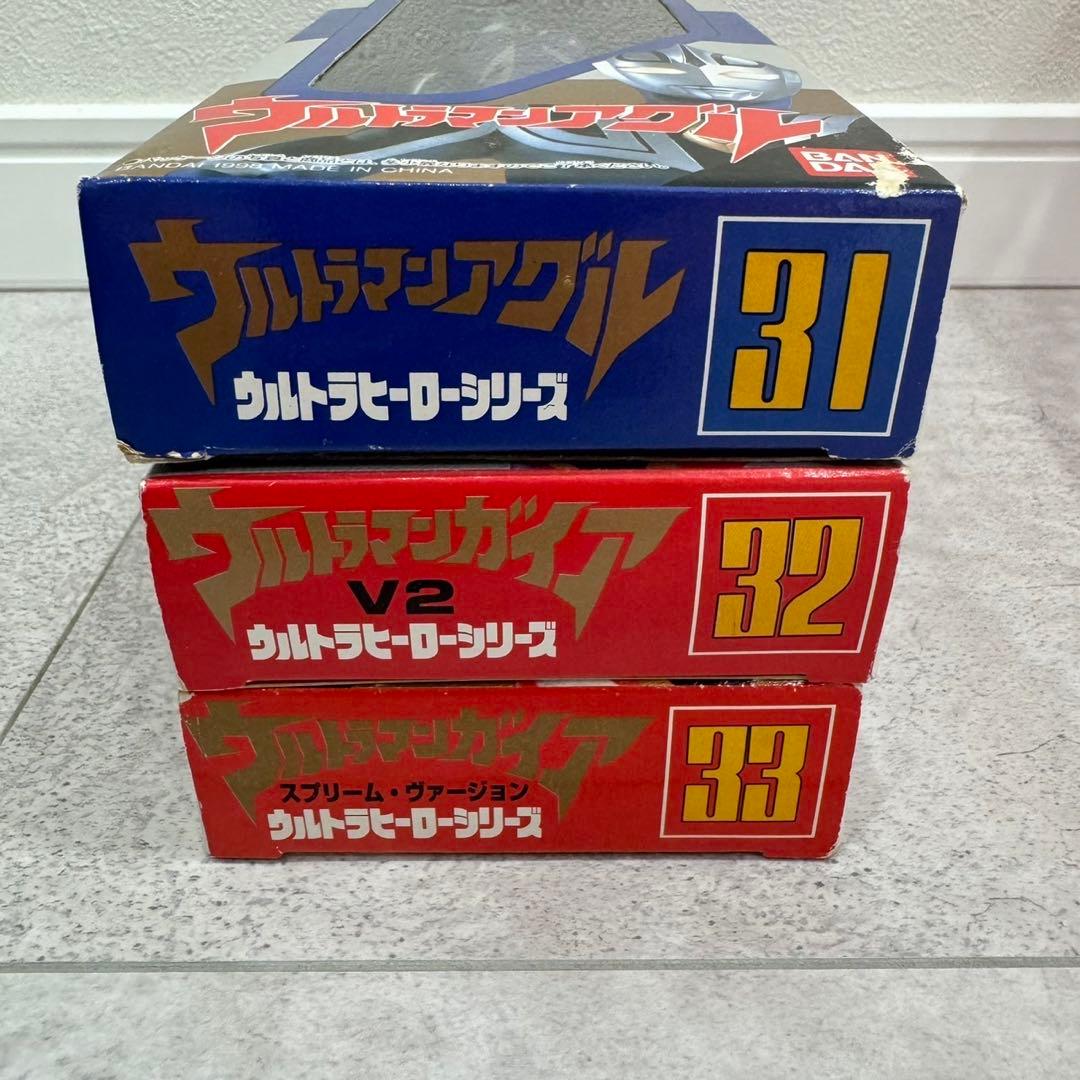 ウルトラマンアグル
BANDAI 1998 MADE IN CHINA
BAN
DAI
ウルトラマンアグル
ウルトラヒーローシリーズ
31
ウルトラマンガイア
V2
ウルトラヒーローシリーズ
32
ウルトラマンガイア
スプリーム・ヴァージョン
ウルトラヒーローシリーズ
33